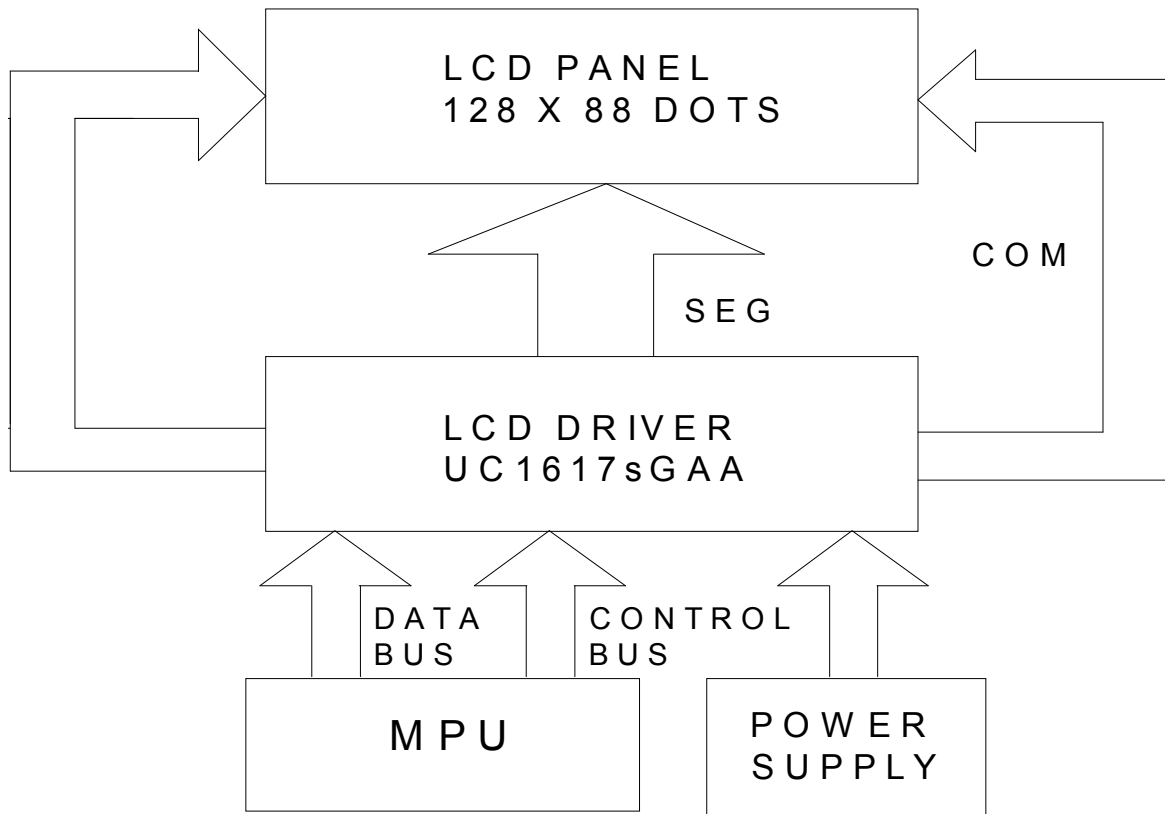 LCD PANEL
128 X 88 DOTS
COM
SEG
LCD DRIVER
UC1617sGAA
DATA
BUS
CONTROL
BUS
MPU
POWER
SUPPLY